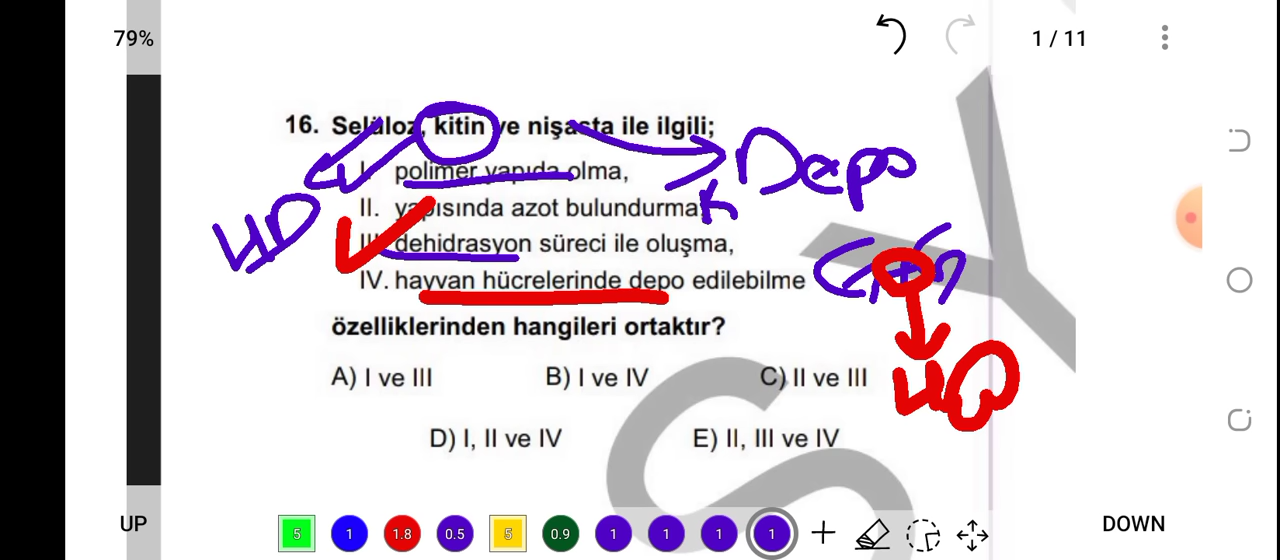 79%
1 / 11
16. Selüloz, kitin ve nişasta ile ilgili;
I. polimer yapıda olma,
Depo
II. yapısında azot bulundurma,
YD
III. dehidrasyon süreci ile oluşma,
IV. hayvan hücrelerinde depo edilebilme
özelliklerinden hangileri ortaktır?
A) I ve III
B) I ve IV
C) II ve III
D) I, II ve IV
E) II, III ve IV
UP
5 1 1.8 0.5 5 0.9 1 1 1 1
DOWN